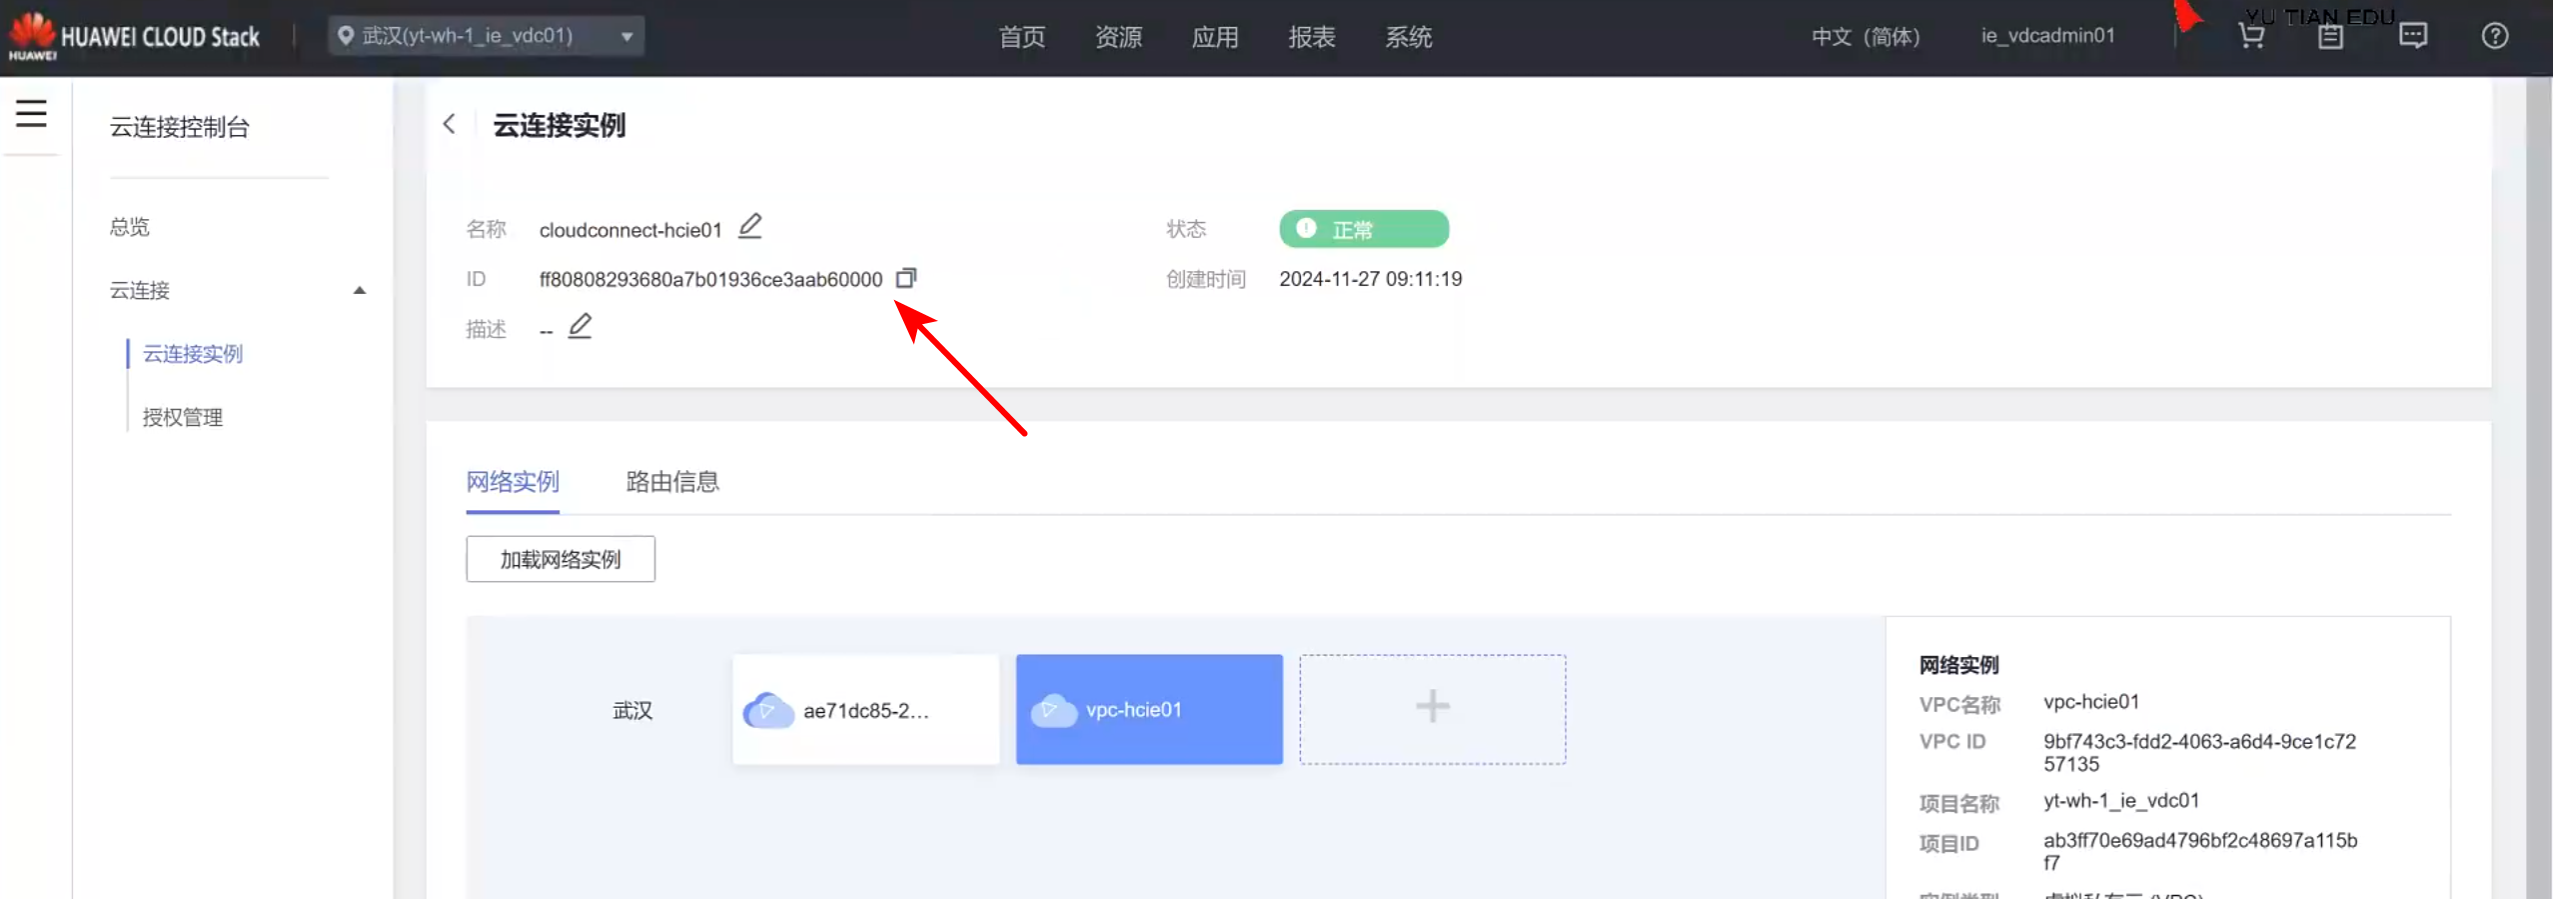 HUAWEI
HUAWEI CLOUD Stack
武汉(yt-wh-1_ie_vdc01)
首页
资源
应用
报表
系统
中文（简体）
ie_vdcadmin01
YU TIAN EDU
云连接控制台
总览
云连接
云连接实例
授权管理
云连接实例
名称 cloudconnect-hcie01
状态 正常
ID ff80808293680a7b01936ce3aab60000
创建时间 2024-11-27 09:11:19
描述 --
网络实例
路由信息
加载网络实例
武汉
ae71dc85-2...
vpc-hcie01
网络实例
VPC名称 vpc-hcie01
VPC ID 9bf743c3-fdd2-4063-a6d4-9ce1c72
57135
项目名称 yt-wh-1_ie_vdc01
项目ID ab3ff70e69ad4796bf2c48697a115b
f7